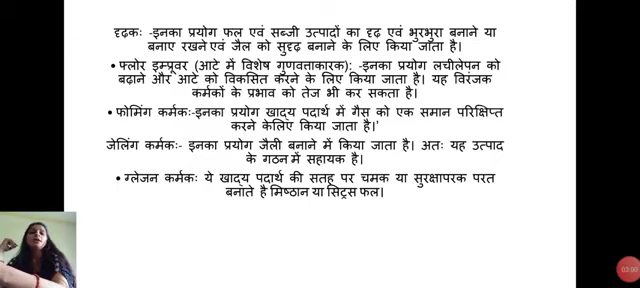 दृढ़कः -इनका प्रयोग फल एवं सब्जी उत्पादों का दृढ़ एवं भुरभुरा बनाने या
बनाए रखने एवं जैल को सुदृढ़ बनाने के लिए किया जाता है।
• फ्लोर इम्प्रूवर (आटे में विशेष गुणवत्ताकारक): -इनका प्रयोग लचीलेपन को
बढ़ाने और आटे को विकसित करने के लिए किया जाता है। यह विरंजक
कर्मकों के प्रभाव को तेज भी कर सकता है।
• फोमिंग कर्मकः-इनका प्रयोग खाद्य पदार्थ में गैस को एक समान परिक्षिप्त
करने केलिए किया जाता है।'
जेलिंग कर्मकः- इनका प्रयोग जैली बनाने में किया जाता है। अतः यह उत्पाद
के गठन में सहायक है।
• ग्लेजन कर्मकः ये खाद्य पदार्थ की सतह पर चमक या सुरक्षापरक परत
बनाते है मिष्ठान या सिट्रस फल।
03:00